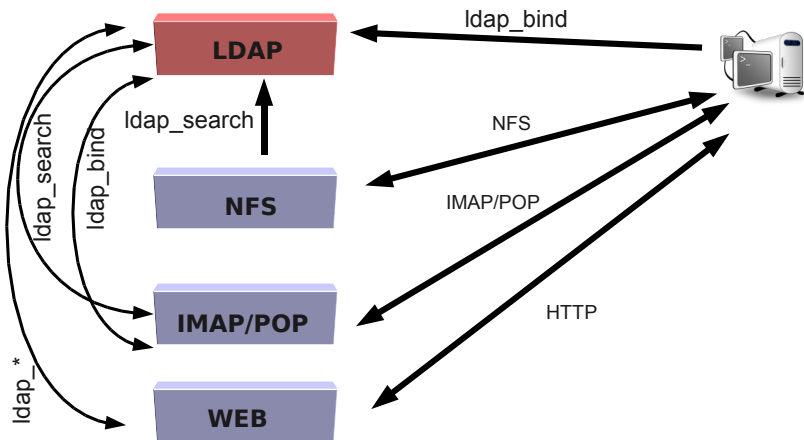 ldap_bind
LDAP
ldap_search
NFS
ldap_search
ldap_bind
NFS
IMAP/POP
IMAP/POP
HTTP
ldap_*
WEB
>_
>_